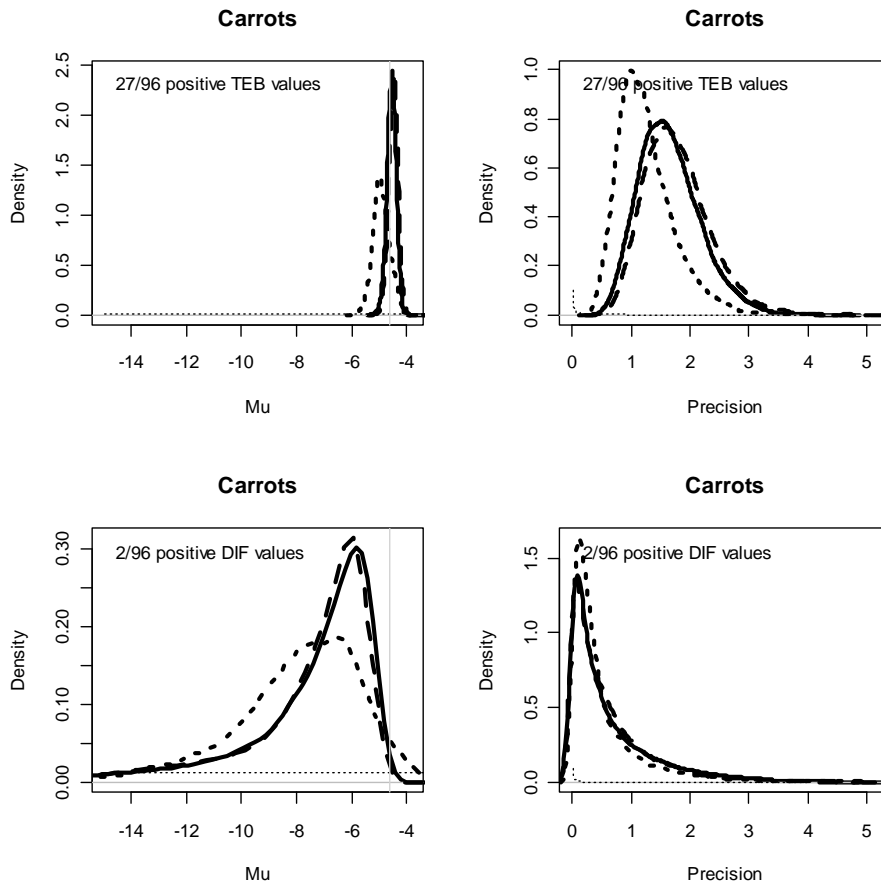 Carrots
27/96 positive TEB values
Density
2.5
2.0
1.5
1.0
0.5
0.0
-14 -12 -10 -8 -6 -4
Mu
Carrots
27/96 positive TEB values
Density
1.0
0.8
0.6
0.4
0.2
0.0
0 1 2 3 4 5
Precision
Carrots
2/96 positive DIF values
Density
0.30
0.20
0.10
0.00
-14 -12 -10 -8 -6 -4
Mu
Carrots
2/96 positive DIF values
Density
1.5
1.0
0.5
0.0
0 1 2 3 4 5
Precision